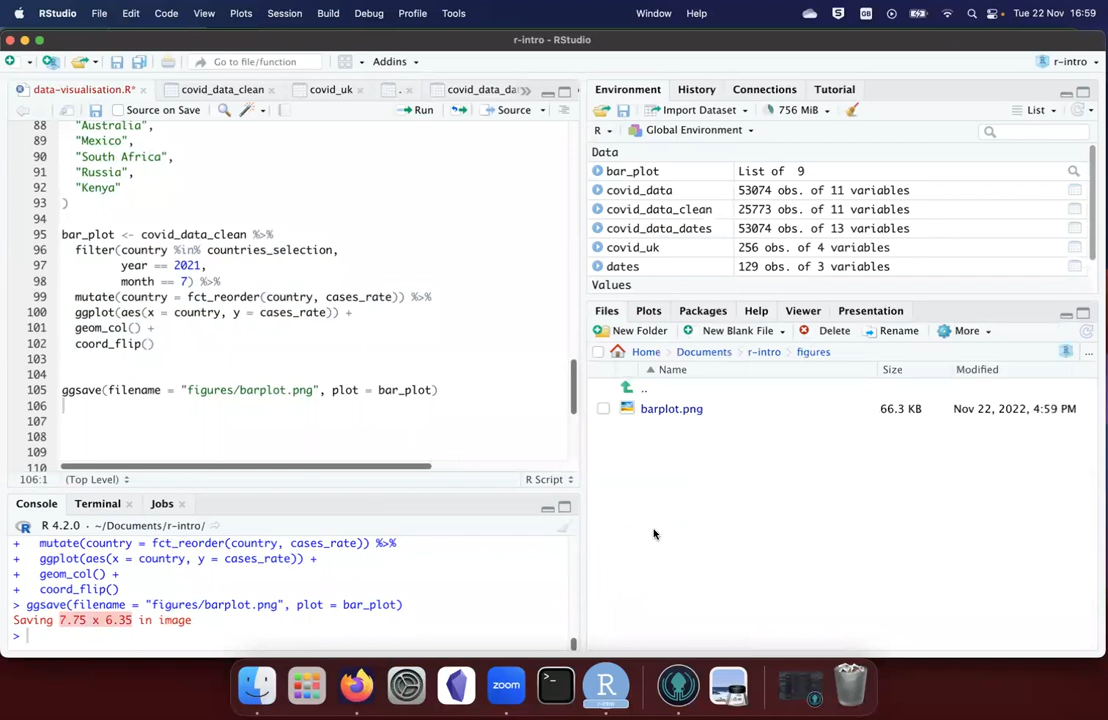 RStudio File Edit Code View Plots Session Build Debug Profile Tools Window Help Tue 22 Nov 16:59
r-intro - RStudio
Go to file/function Addins r-intro
data-visualisation.R* covid_data_clean covid_uk . covid_data_da
Source on Save Run Source
88 "Australia",
89 "Mexico",
90 "South Africa",
91 "Russia",
92 "Kenya"
93 )
94
95 bar_plot <- covid_data_clean %>%
96 filter(country %in% countries_selection,
97 year == 2021,
98 month == 7) %>%
99 mutate(country = fct_reorder(country, cases_rate)) %>%
100 ggplot(aes(x = country, y = cases_rate)) +
101 geom_col() +
102 coord_flip()
103
104
105 ggsave(filename = "figures/barplot.png", plot = bar_plot)
106
107
108
109
110
106:1 (Top Level) R Script
Console Terminal Jobs
R 4.2.0 · ~/Documents/r-intro/
+ mutate(country = fct_reorder(country, cases_rate)) %>%
+ ggplot(aes(x = country, y = cases_rate)) +
+ geom_col() +
+ coord_flip()
> ggsave(filename = "figures/barplot.png", plot = bar_plot)
Saving 7.75 x 6.35 in image
>
Environment History Connections Tutorial
Import Dataset 756 MiB List
R Global Environment
Data
bar_plot List of 9
covid_data 53074 obs. of 11 variables
covid_data_clean 25773 obs. of 11 variables
covid_data_dates 53074 obs. of 13 variables
covid_uk 256 obs. of 4 variables
dates 129 obs. of 3 variables
Values
Files Plots Packages Help Viewer Presentation
New Folder New Blank File Delete Rename More
Home Documents r-intro figures ...
Name Size Modified
..
barplot.png 66.3 KB Nov 22, 2022, 4:59 PM
zoom
R
r-intro